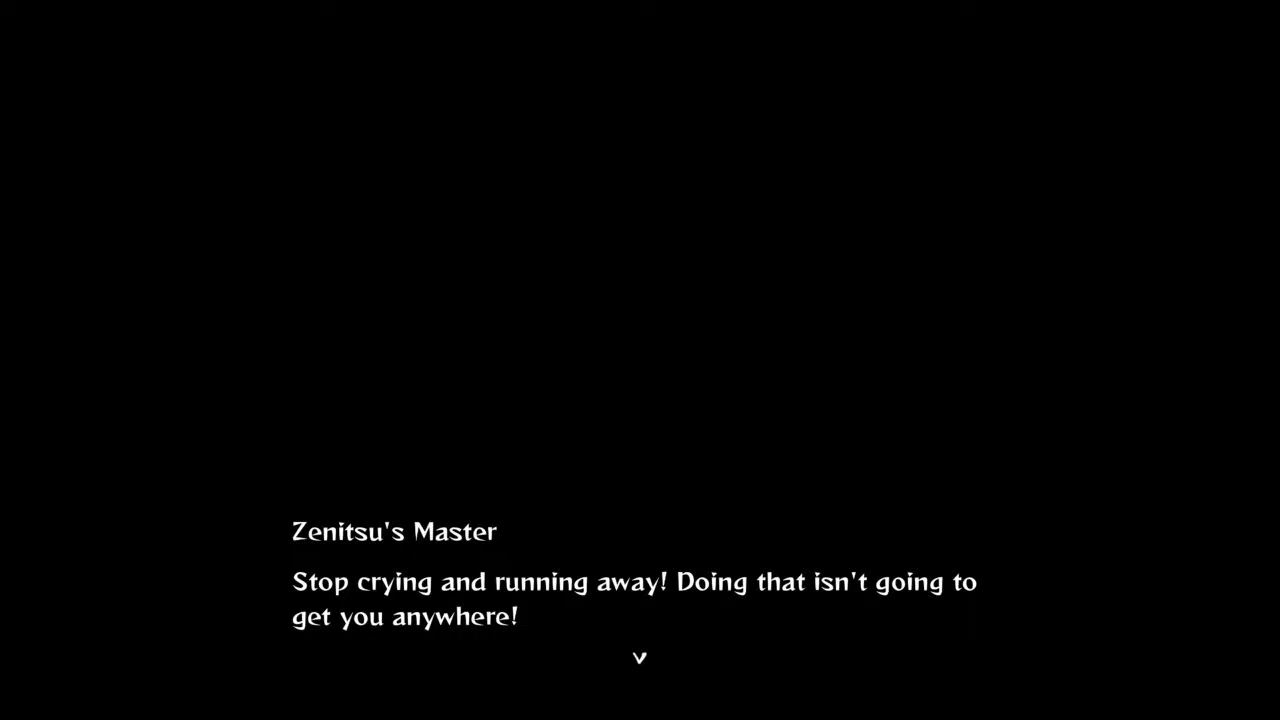 Zenitsu's Master
Stop crying and running away! Doing that isn't going to
get you anywhere!